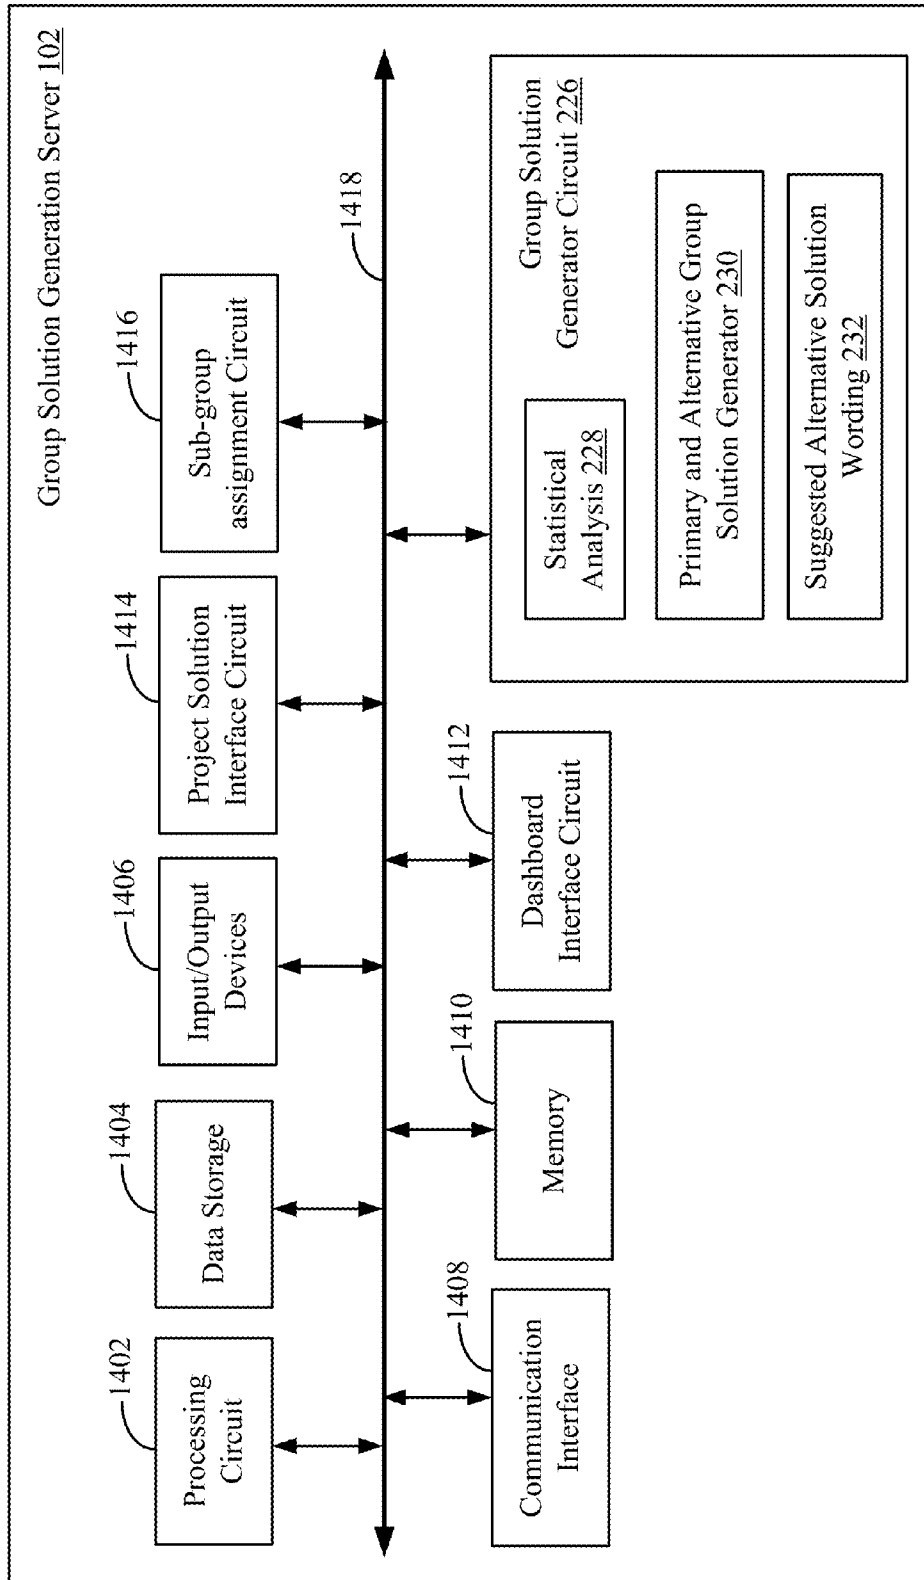 Group Solution Generation Server 102
1402
Processing
Circuit
1404
Data Storage
1406
Input/Output
Devices
1414
Project Solution
Interface Circuit
1416
Sub-group
assignment Circuit
1418
1408
Communication
Interface
1410
Memory
1412
Dashboard
Interface Circuit
Group Solution
Generator Circuit 226
Statistical
Analysis 228
Primary and Alternative Group
Solution Generator 230
Suggested Alternative Solution
Wording 232